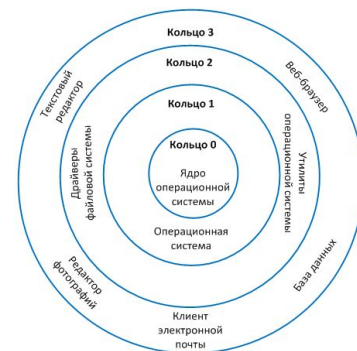 Кольцо 3
Кольцо 2
Кольцо 1
Кольцо 0
Ядро
операционной
системы
Операционная
система
Драйверы
файловой системы
Утилиты
операционной системы
Текстовый
редактор
Веб-браузер
Редактор
фотографий
База данных
Клиент
электронной
почты